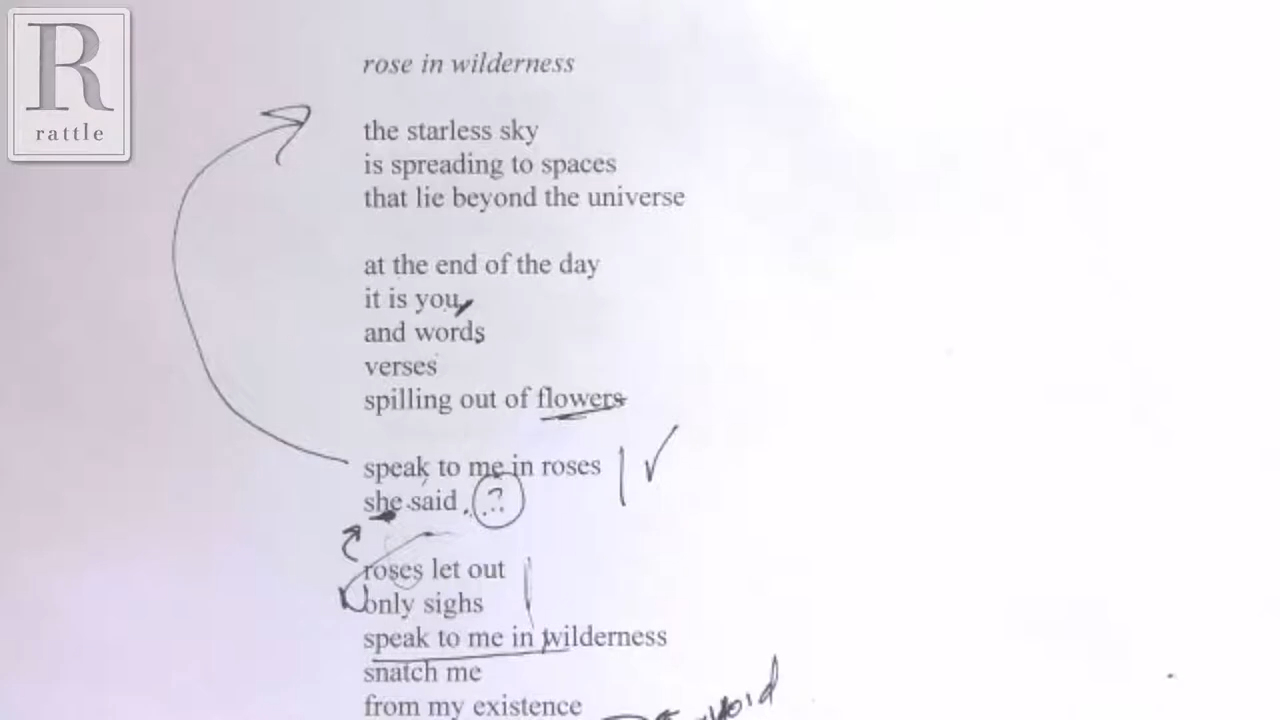 R
rattle
rose in wilderness
the starless sky
is spreading to spaces
that lie beyond the universe
at the end of the day
it is you,
and words
verses
spilling out of flowers
speak to me in roses
she said. ?
roses let out
only sighs
speak to me in wilderness
snatch me
from my existence
void